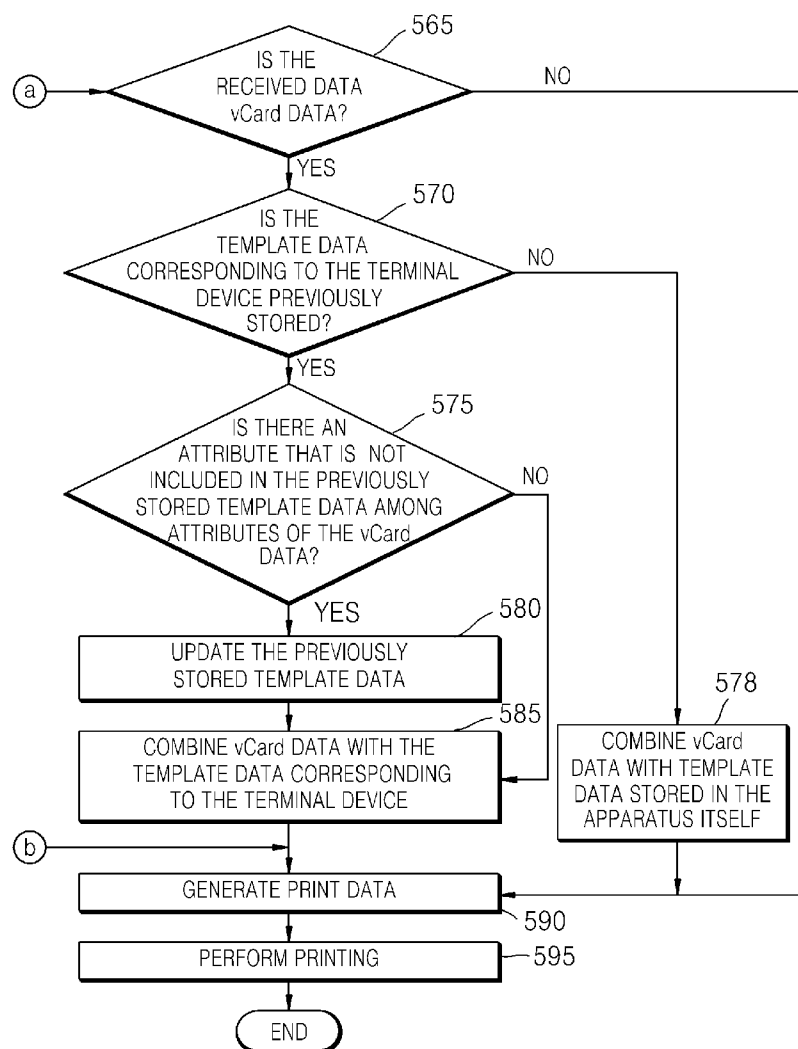 565
IS THE
RECEIVED DATA
vCard DATA?
NO
a
YES
570
IS THE
TEMPLATE DATA
CORRESPONDING TO THE TERMINAL
DEVICE PREVIOUSLY
STORED?
NO
YES
575
IS THERE AN
ATTRIBUTE THAT IS NOT
INCLUDED IN THE PREVIOUSLY
STORED TEMPLATE DATA AMONG
ATTRIBUTES OF THE vCard
DATA?
NO
YES
580
UPDATE THE PREVIOUSLY
STORED TEMPLATE DATA
585
COMBINE vCard DATA WITH THE
TEMPLATE DATA CORRESPONDING
TO THE TERMINAL DEVICE
578
COMBINE vCard
DATA WITH TEMPLATE
DATA STORED IN THE
APPARATUS ITSELF
b
GENERATE PRINT DATA
590
PERFORM PRINTING
595
END